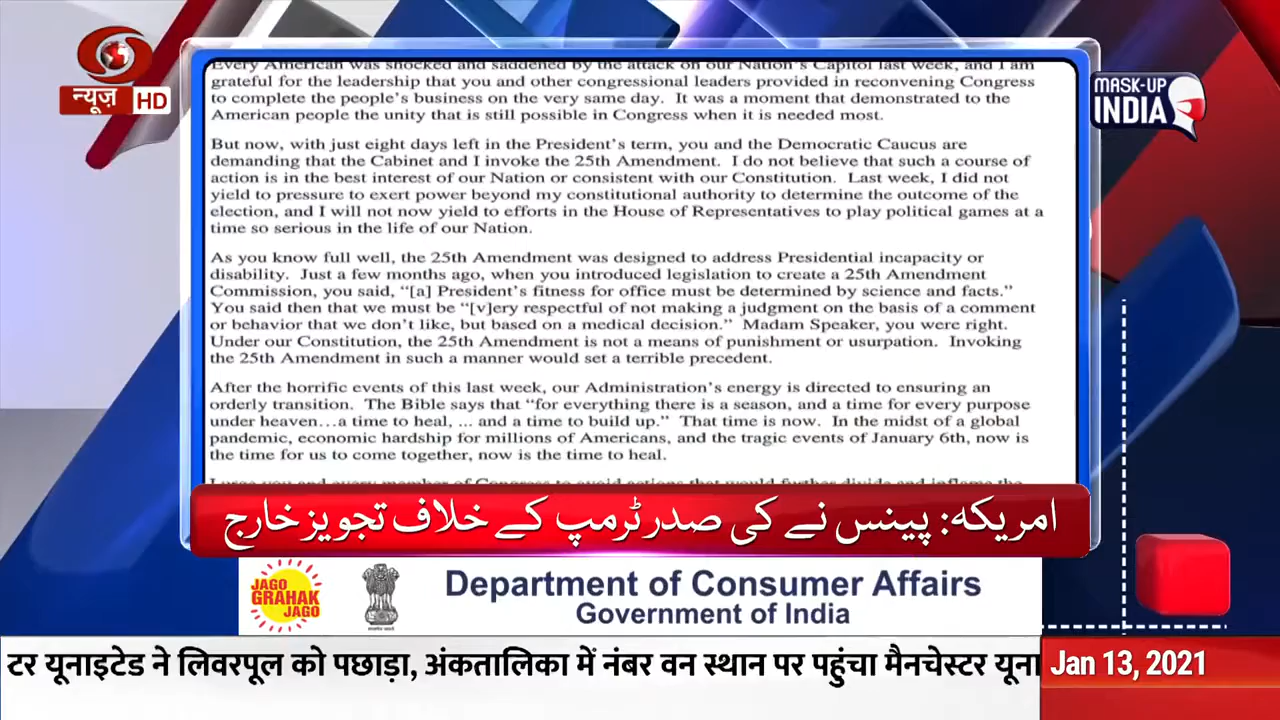 न्यूज़ HD
MASK-UP
INDIA
Every American was shocked and saddened by the attack on our Nation's Capitol last week, and I am
grateful for the leadership that you and other congressional leaders provided in reconvening Congress
to complete the people's business on the very same day. It was a moment that demonstrated to the
American people the unity that is still possible in Congress when it is needed most.
But now, with just eight days left in the President's term, you and the Democratic Caucus are
demanding that the Cabinet and I invoke the 25th Amendment. I do not believe that such a course of
action is in the best interest of our Nation or consistent with our Constitution. Last week, I did not
yield to pressure to exert power beyond my constitutional authority to determine the outcome of the
election, and I will not now yield to efforts in the House of Representatives to play political games at a
time so serious in the life of our Nation.
As you know full well, the 25th Amendment was designed to address Presidential incapacity or
disability. Just a few months ago, when you introduced legislation to create a 25th Amendment
Commission, you said, “[a] President's fitness for office must be determined by science and facts.”
You said then that we must be “[v]ery respectful of not making a judgment on the basis of a comment
or behavior that we don't like, but based on a medical decision.” Madam Speaker, you were right.
Under our Constitution, the 25th Amendment is not a means of punishment or usurpation. Invoking
the 25th Amendment in such a manner would set a terrible precedent.
After the horrific events of this last week, our Administration's energy is directed to ensuring an
orderly transition. The Bible says that “for everything there is a season, and a time for every purpose
under heaven…a time to heal, ... and a time to build up.” That time is now. In the midst of a global
pandemic, economic hardship for millions of Americans, and the tragic events of January 6th, now is
the time for us to come together, now is the time to heal.
I urge you and every member of Congress to avoid actions that would further divide and inflame the
امریکہ: پینس نے کی صدر ٹرمپ کے خلاف تجویز خارج
JAGO
GRAHAK
JAGO
Department of Consumer Affairs
Government of India
टर यूनाइटेड ने लिवरपूल को पछाड़ा, अंकतालिका में नंबर वन स्थान पर पहुंचा मैनचेस्टर यूना
Jan 13, 2021